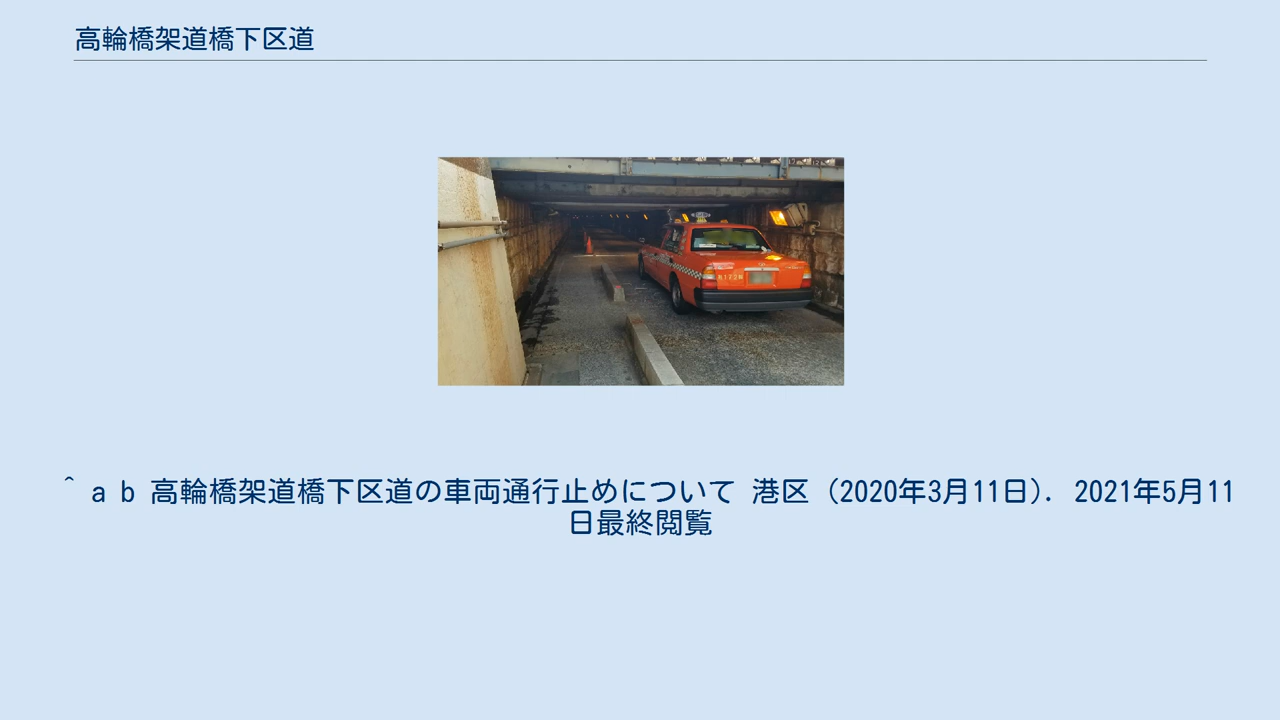 高輪橋架道橋下区道
^ a b 高輪橋架道橋下区道の車両通行止めについて 港区 (2020年3月11日). 2021年5月11
日最終閲覧